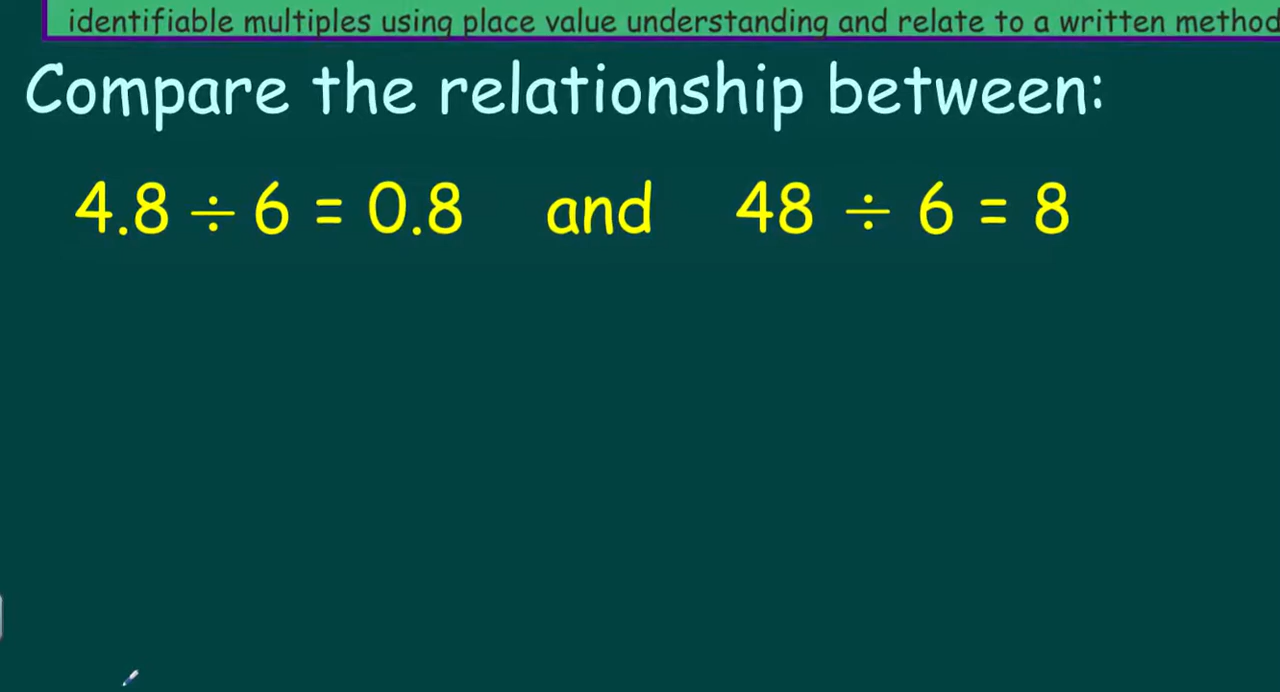 identifiable multiples using place value understanding and relate to a written method
Compare the relationship between:
4.8 ÷ 6 = 0.8 and 48 ÷ 6 = 8